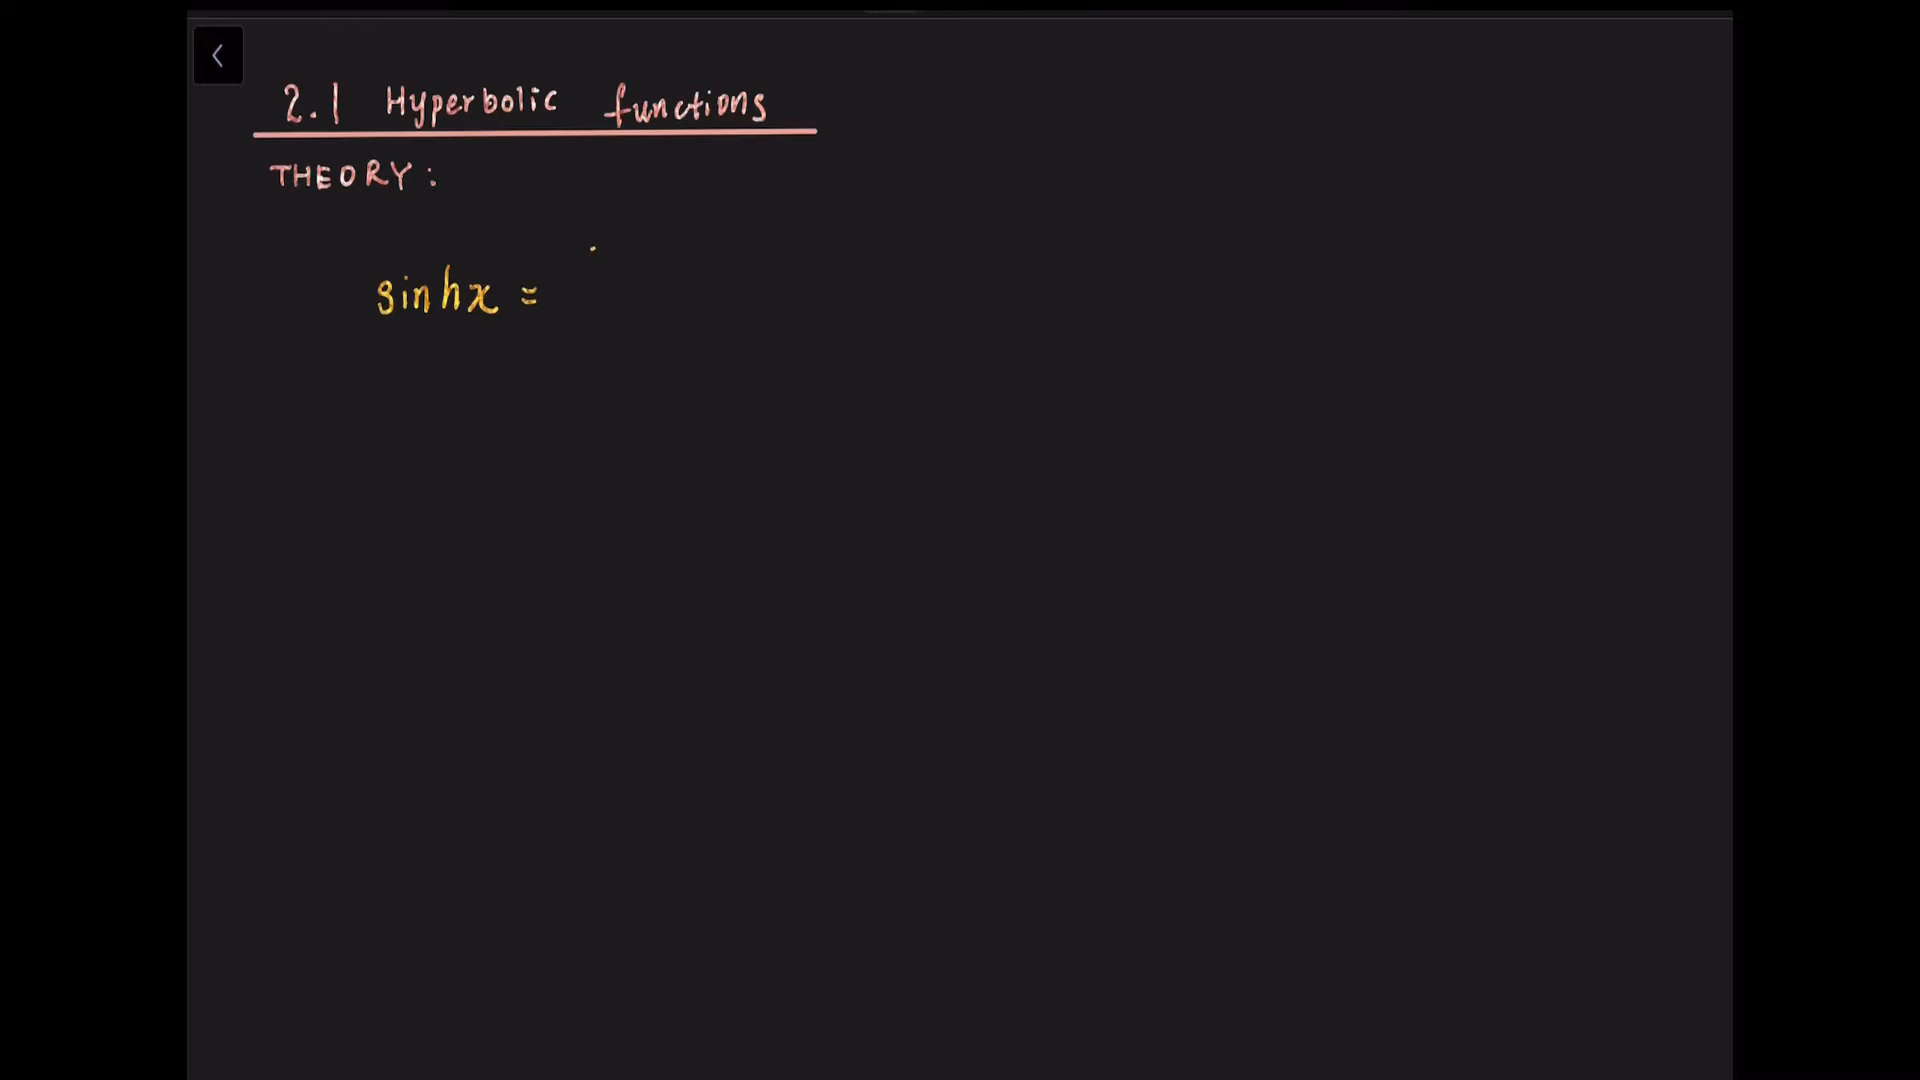 2.1 Hyperbolic functions
THEORY:
sinhx =